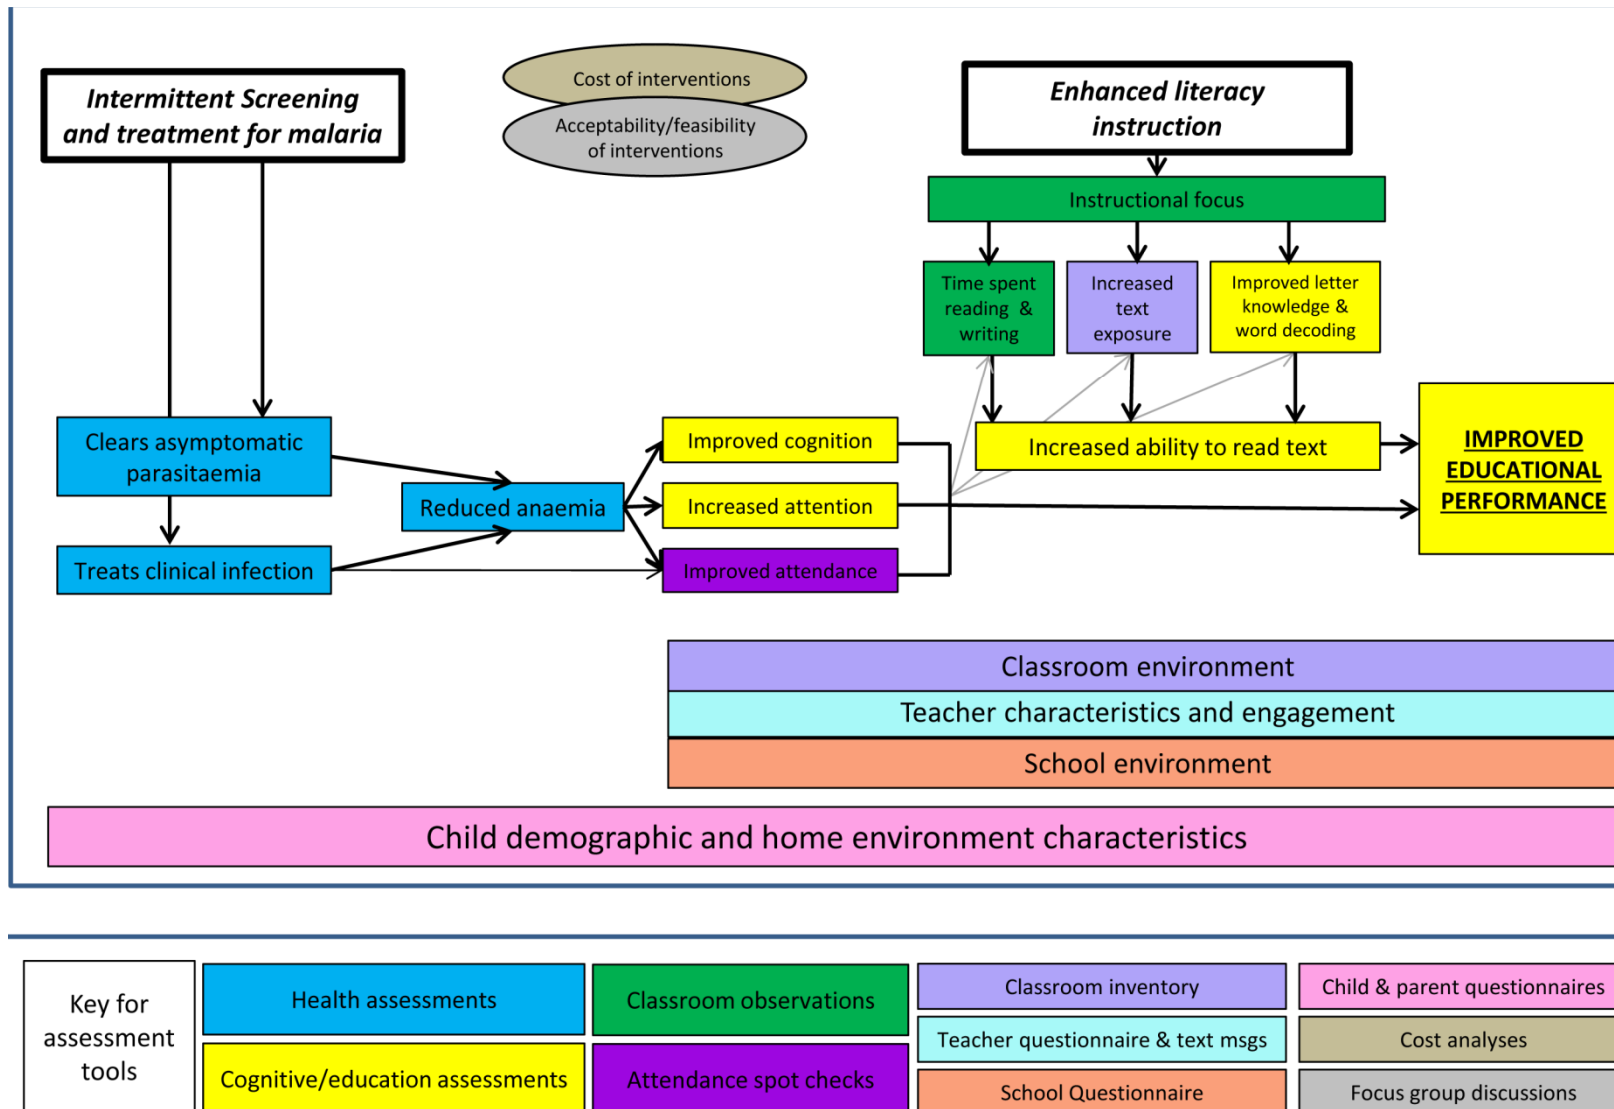 Intermittent Screening
and treatment for malaria
Cost of interventions
Acceptability/feasibility
of interventions
Enhanced literacy
instruction
Instructional focus
Time spent
reading & 
writing
Increased
text
exposure
Improved letter
knowledge &
word decoding
Clears asymptomatic
parasitaemia
Treats clinical infection
Reduced anaemia
Improved cognition
Increased attention
Improved attendance
Increased ability to read text
IMPROVED
EDUCATIONAL
PERFORMANCE
Classroom environment
Teacher characteristics and engagement
School environment
Child demographic and home environment characteristics
Key for
assessment
tools
Health assessments
Cognitive/education assessments
Classroom observations
Attendance spot checks
Classroom inventory
Teacher questionnaire & text msgs
School Questionnaire
Child & parent questionnaires
Cost analyses
Focus group discussions